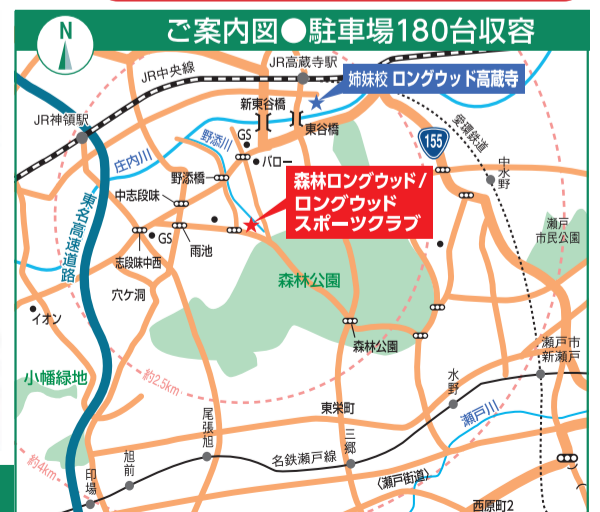 ご案内図●駐車場180台収容
N
JR中央線
JR高蔵寺駅
姉妹校 ロングウッド高蔵寺
JR神領駅
新東谷橋
東谷橋
155
愛環鉄道
庄内川
野添川
GS
バロー
中水野
野添橋
森林ロングウッド/
ロングウッド
スポーツクラブ
中志段味
東名高速道路
瀬戸
市民公園
GS
志段味中西
雨池
穴ケ洞
森林公園
イオン
森林公園
瀬戸市
新瀬戸
小幡緑地
約2.5km
水野
尾張旭
東栄町
瀬戸川
三郷
約4km
旭前
名鉄瀬戸線
印場
〈瀬戸街道〉
西原町2